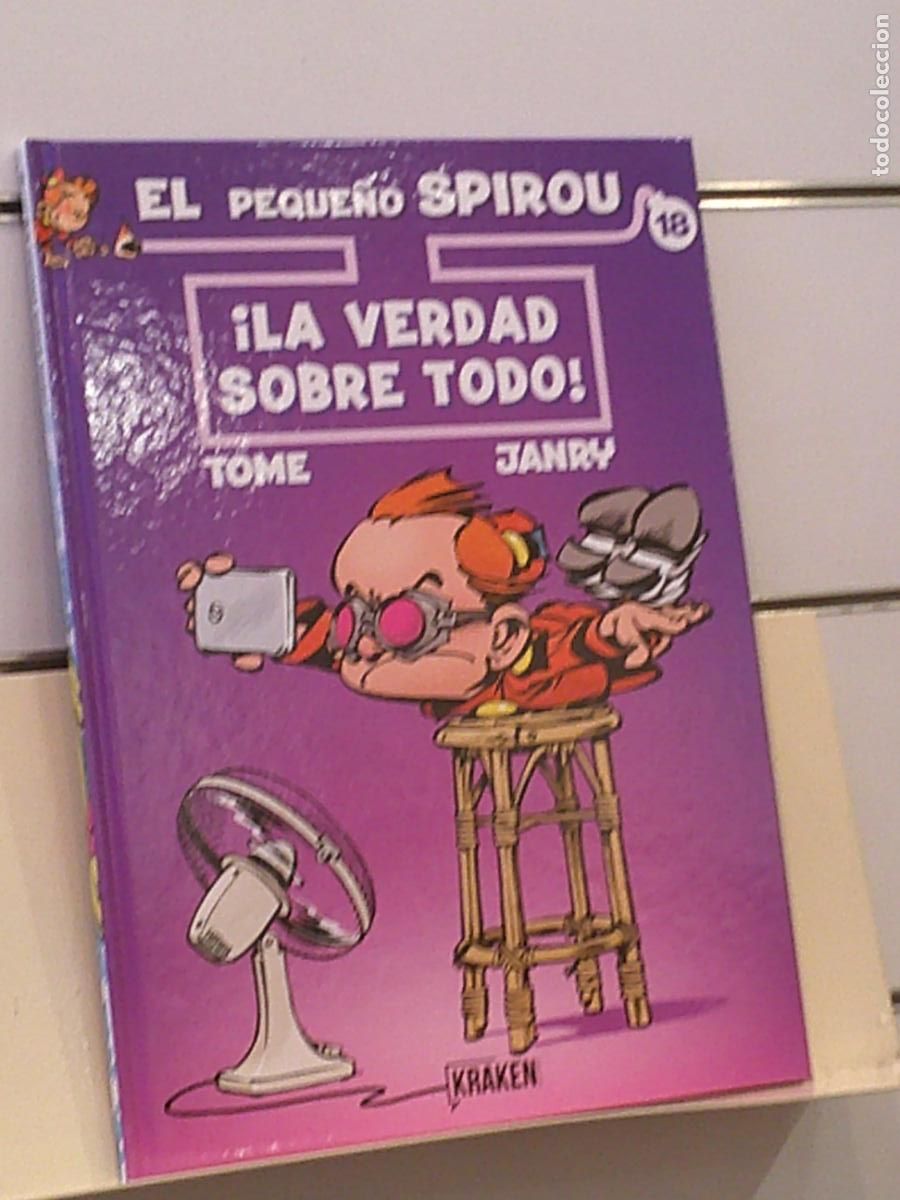 EL PEQUEÑO SPIROU
18
¡LA VERDAD
SOBRE TODO!
TOME JANRY
KRAKEN
todocoleccion